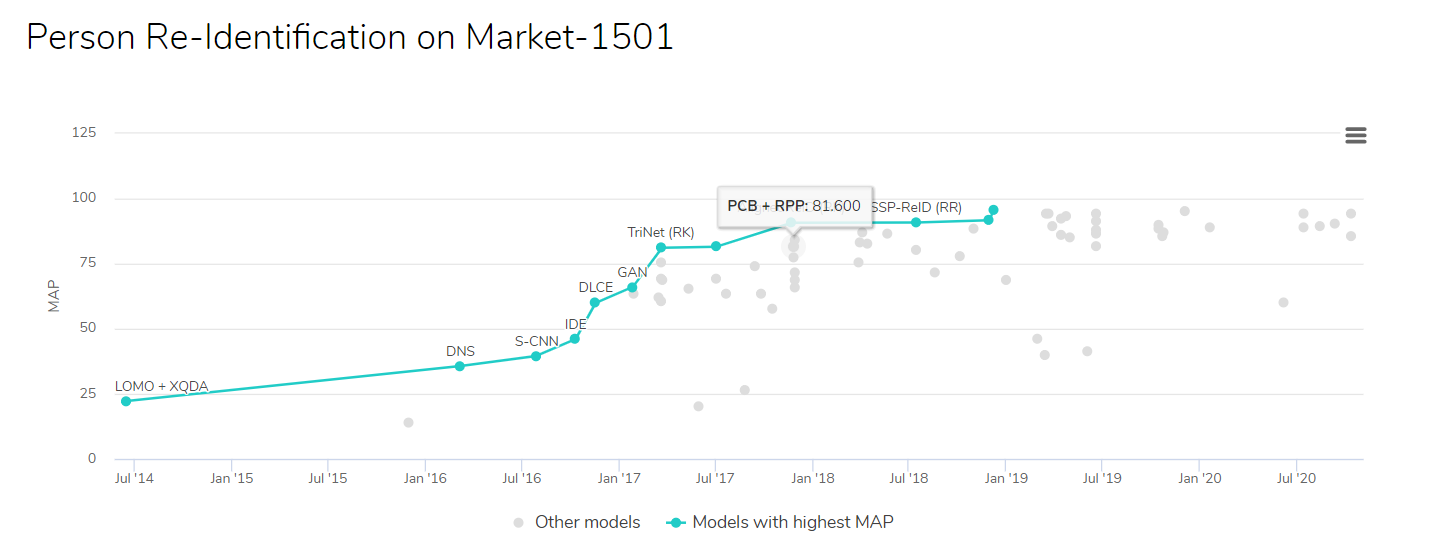 Person Re-Identification on Market-1501
125
100
75
50
25
0
MAP
PCB + RPP: 81.600
SSP-ReID (RR)
TriNet (RK)
GAN
DLCE
IDE
S-CNN
DNS
LOMO + XQDA
Jul '14
Jan '15
Jul '15
Jan '16
Jul '16
Jan '17
Jul '17
Jan '18
Jul '18
Jan '19
Jul '19
Jan '20
Jul '20
Other models
Models with highest MAP